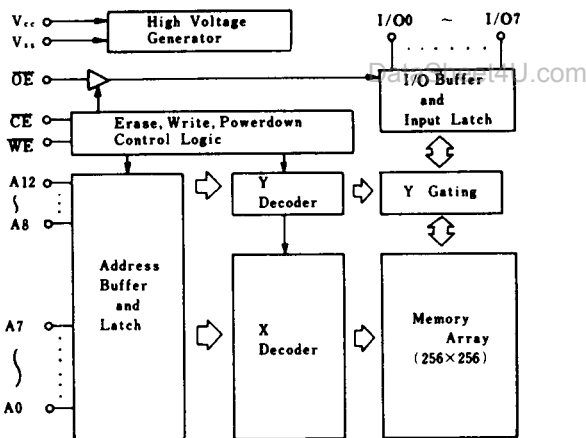 Vcc
Vss
High Voltage
Generator
I/O0 ~ I/O7
DataSheet4U.com
OE
I/O Buffer
and
Input Latch
CE
WE
Erase, Write, Powerdown
Control Logic
A12
A8
Y
Decoder
Y Gating
Address
Buffer
and
Latch
A7
A0
X
Decoder
Memory
Array
(256×256)